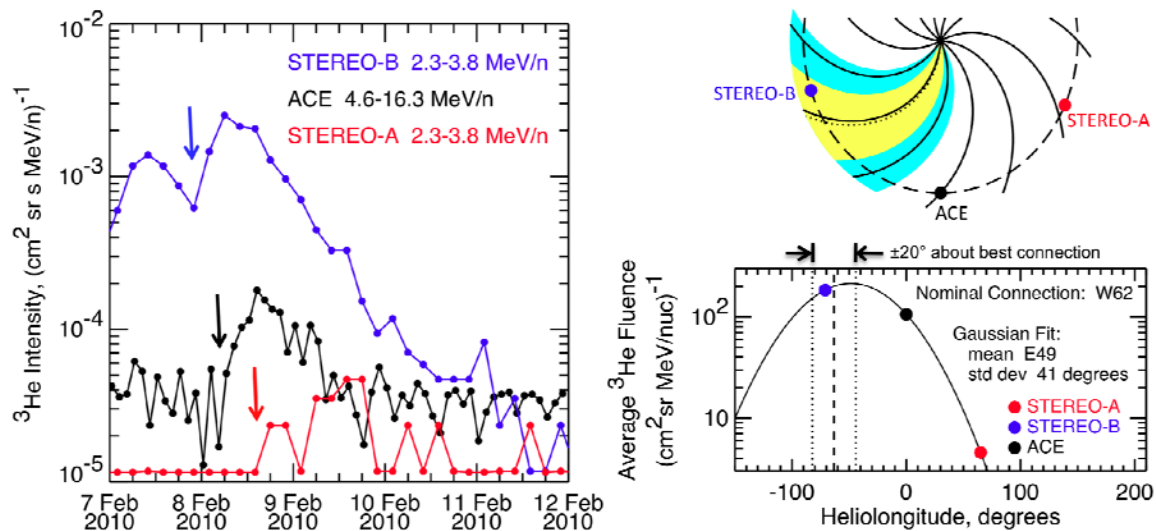 ³He Intensity, (cm² sr s MeV/n)⁻¹
10⁻²
10⁻³
10⁻⁴
10⁻⁵
STEREO-B 2.3-3.8 MeV/n
ACE 4.6-16.3 MeV/n
STEREO-A 2.3-3.8 MeV/n
7 Feb 8 Feb 9 Feb 10 Feb 11 Feb 12 Feb
2010 2010 2010 2010 2010 2010
STEREO-B
STEREO-A
ACE
±20° about best connection
Average ³He Fluence
(cm²sr MeV/nuc)⁻¹
10²
10
Nominal Connection: W62
Gaussian Fit:
mean E49
std dev 41 degrees
STEREO-A
STEREO-B
ACE
-100 0 100 200
Heliolongitude, degrees